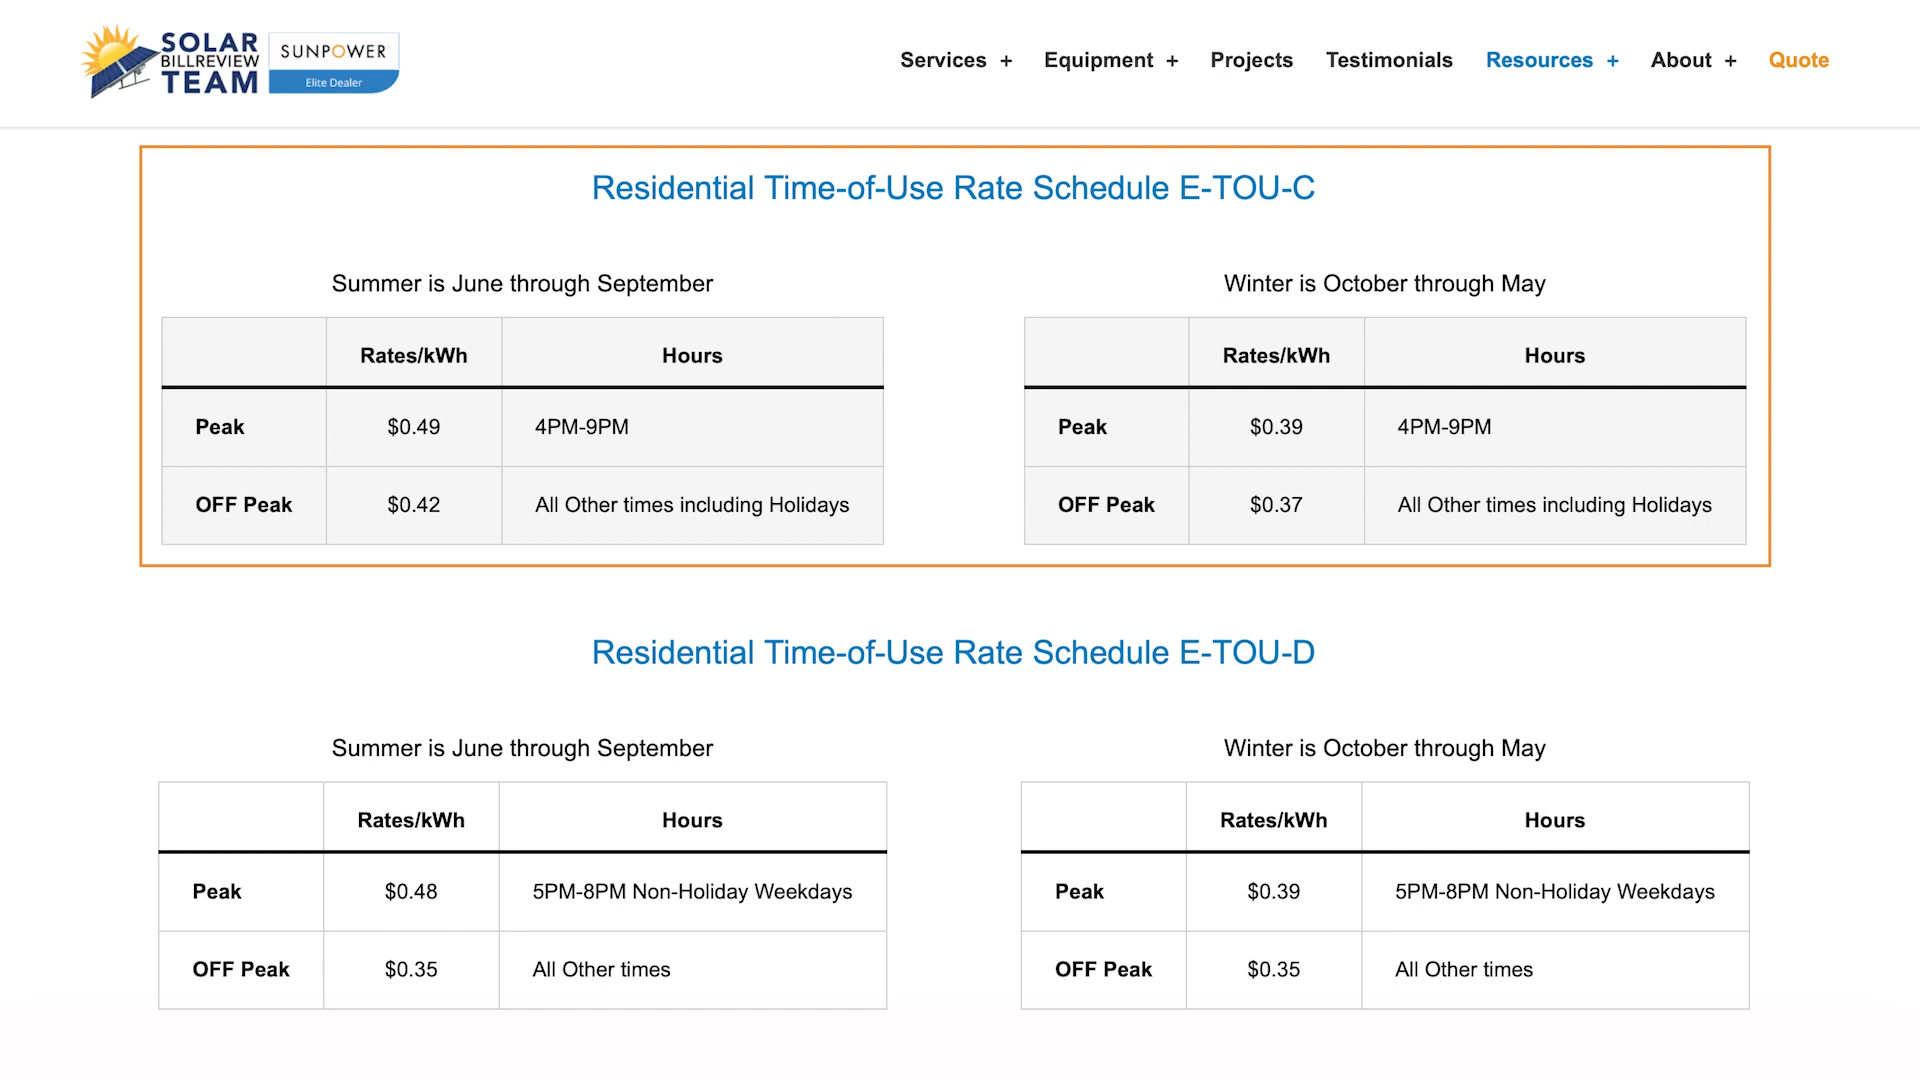 SOLAR
BILLREVIEW
TEAM
SUNPOWER
Elite Dealer
Services + Equipment + Projects Testimonials Resources + About + Quote
Residential Time-of-Use Rate Schedule E-TOU-C
Summer is June through September
Rates/kWh Hours
Peak $0.49 4PM-9PM
OFF Peak $0.42 All Other times including Holidays
Winter is October through May
Rates/kWh Hours
Peak $0.39 4PM-9PM
OFF Peak $0.37 All Other times including Holidays
Residential Time-of-Use Rate Schedule E-TOU-D
Summer is June through September
Rates/kWh Hours
Peak $0.48 5PM-8PM Non-Holiday Weekdays
OFF Peak $0.35 All Other times
Winter is October through May
Rates/kWh Hours
Peak $0.39 5PM-8PM Non-Holiday Weekdays
OFF Peak $0.35 All Other times